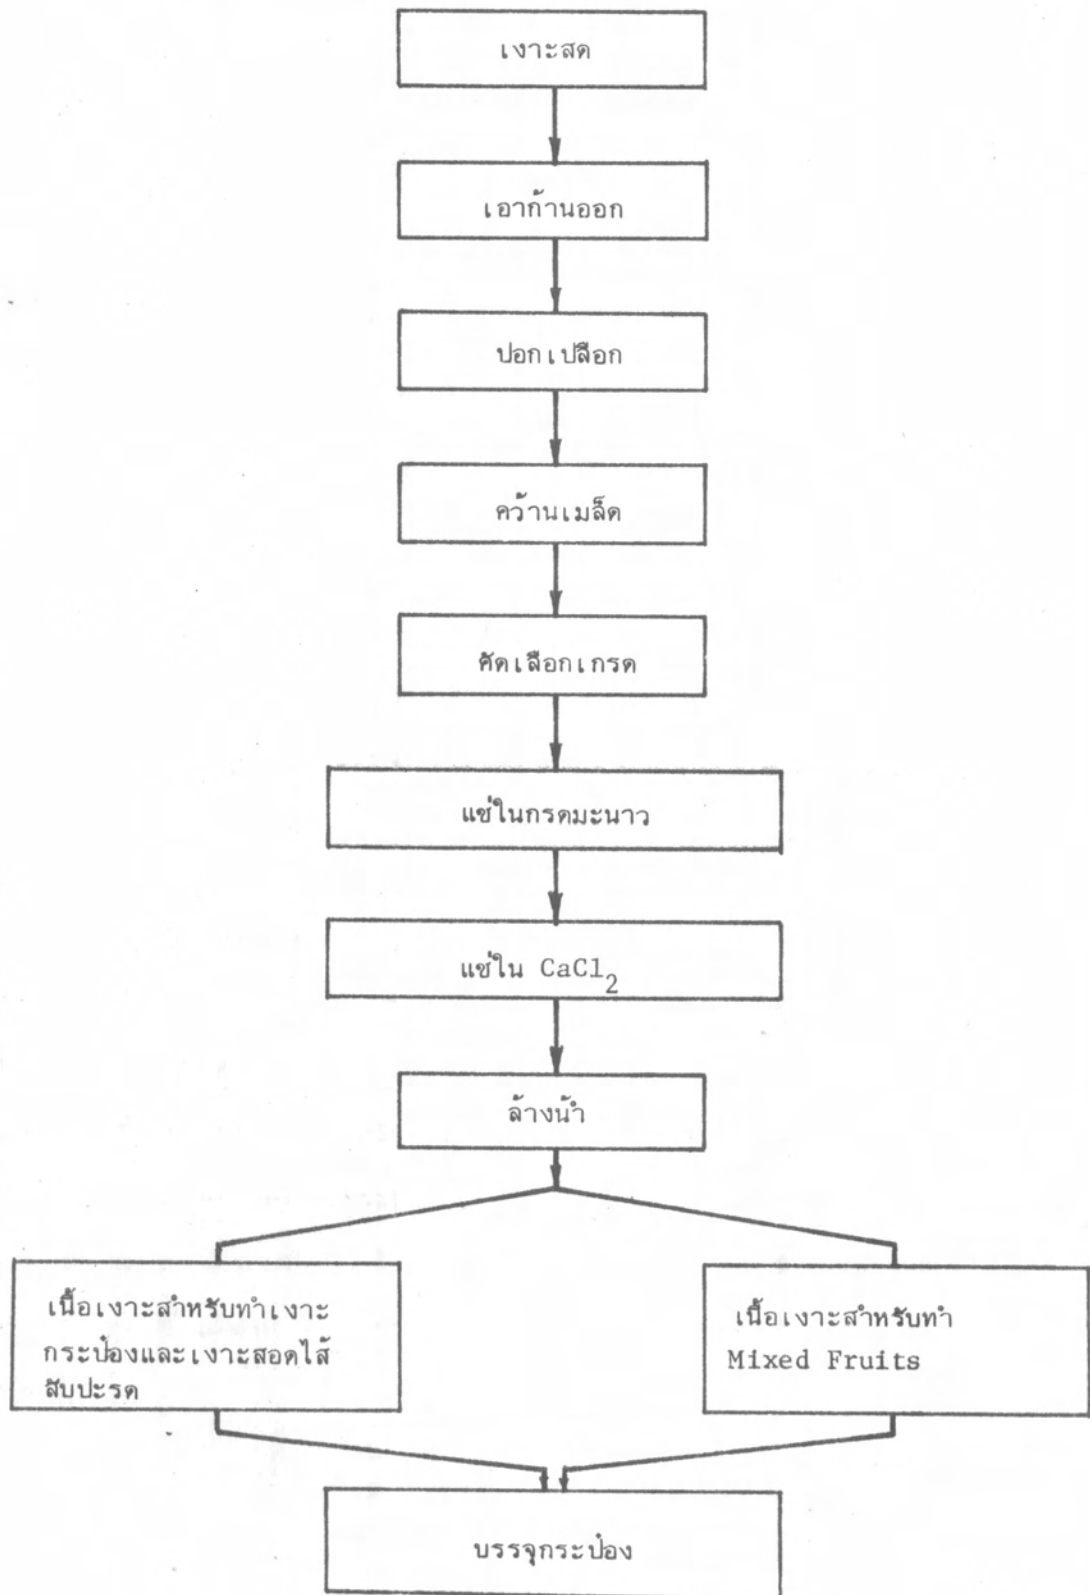 เงาะสด
เอาก้านออก
ปอกเปลือก
คว้านเมล็ด
คัดเลือกเกรด
แช่ในกรดมะนาว
แช่ใน CaCl₂
ล้างน้ำ
เนื้อเงาะสำหรับทำเงาะ
กระป๋องและเงาะสอดไส้
สับปะรด
เนื้อเงาะสำหรับทำ
Mixed Fruits
บรรจุกระป๋อง